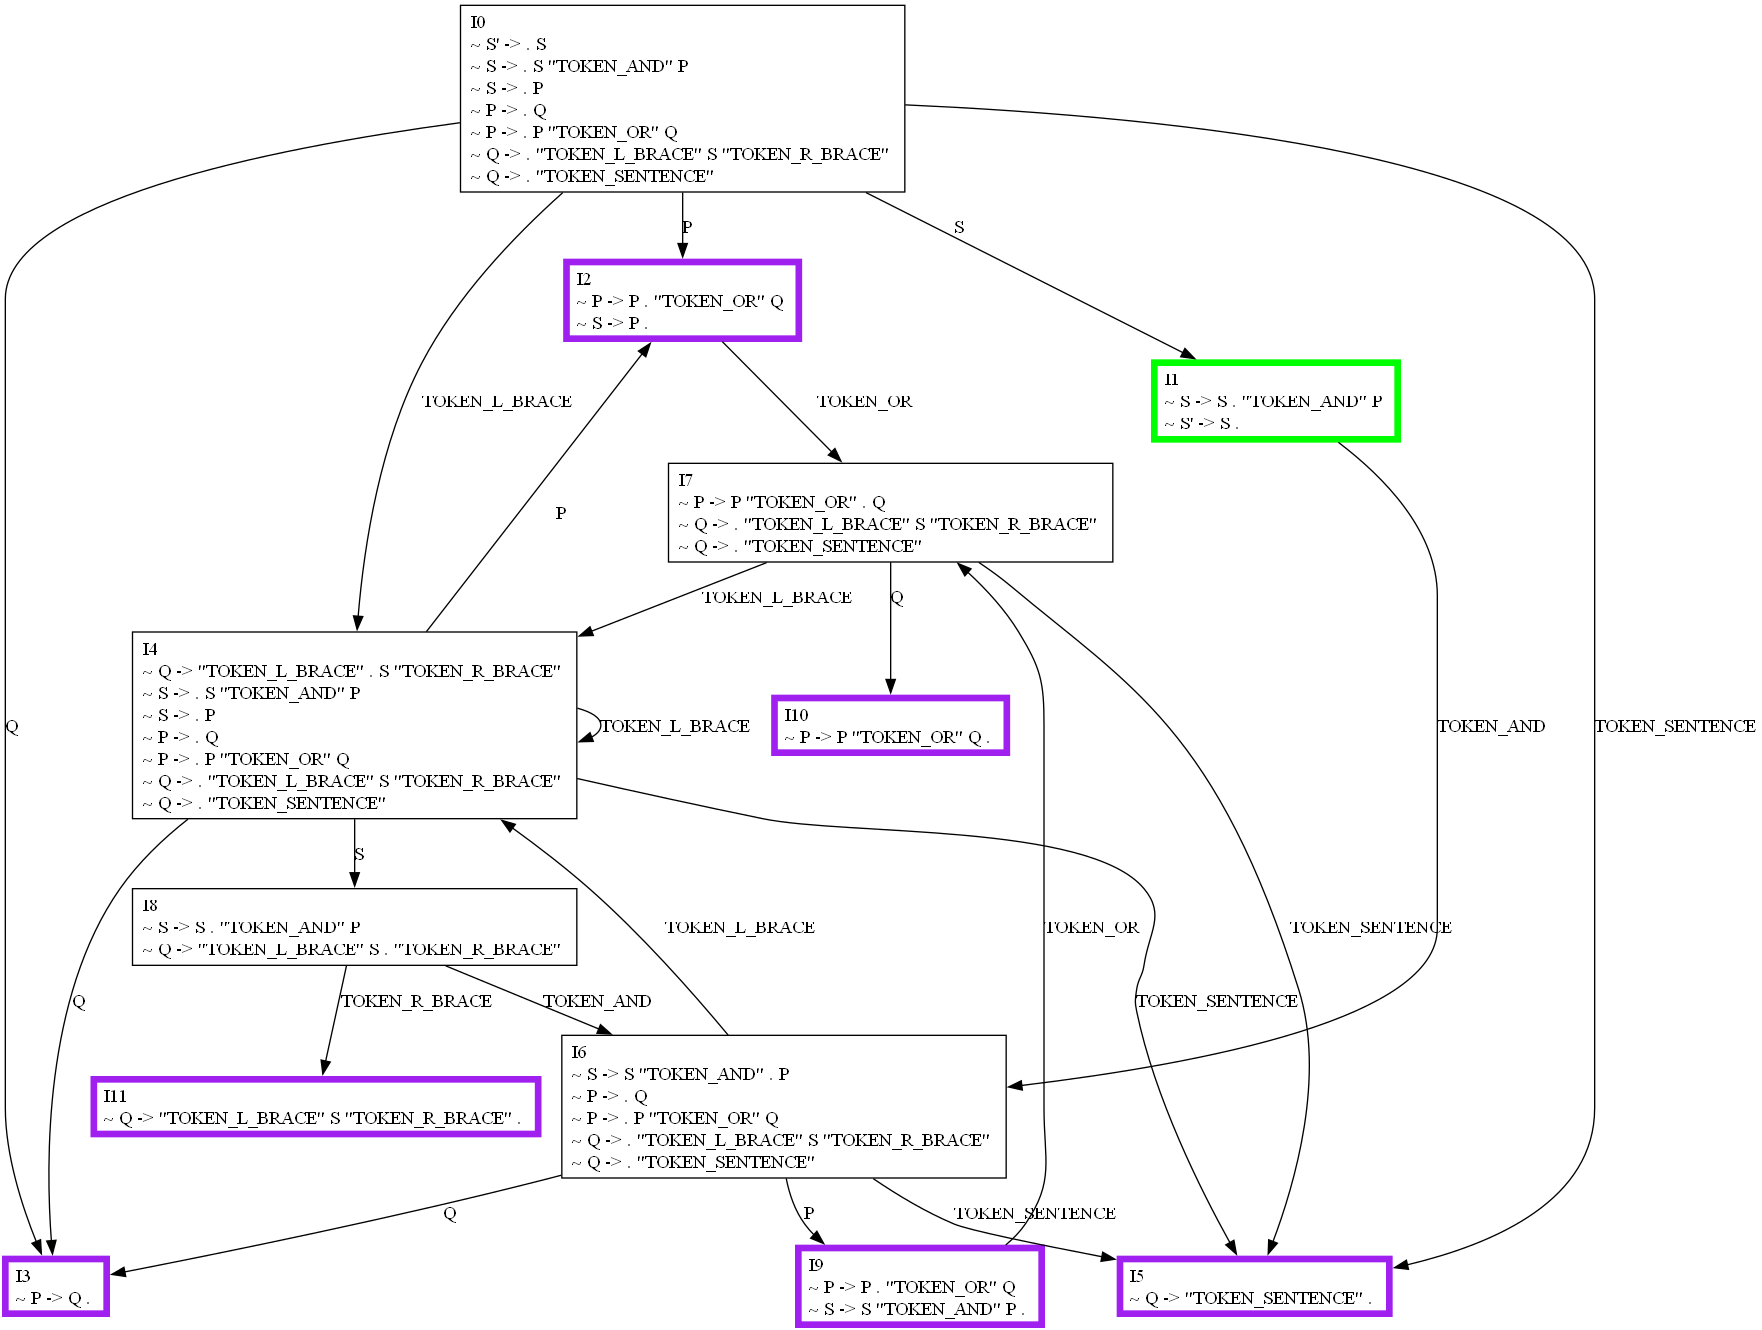 I0
~ S' -> . S
~ S -> . S "TOKEN_AND" P
~ S -> . P
~ P -> . Q
~ P -> . P "TOKEN_OR" Q
~ Q -> . "TOKEN_L_BRACE" S "TOKEN_R_BRACE"
~ Q -> . "TOKEN_SENTENCE"
P
S
I2
~ P -> P . "TOKEN_OR" Q
~ S -> P .
I1
~ S -> S . "TOKEN_AND" P
~ S' -> S .
TOKEN_L_BRACE
TOKEN_OR
P
I7
~ P -> P "TOKEN_OR" . Q
~ Q -> . "TOKEN_L_BRACE" S "TOKEN_R_BRACE"
~ Q -> . "TOKEN_SENTENCE"
TOKEN_L_BRACE
Q
I4
~ Q -> "TOKEN_L_BRACE" . S "TOKEN_R_BRACE"
~ S -> . S "TOKEN_AND" P
~ S -> . P
~ P -> . Q
~ P -> . P "TOKEN_OR" Q
~ Q -> . "TOKEN_L_BRACE" S "TOKEN_R_BRACE"
~ Q -> . "TOKEN_SENTENCE"
Q
TOKEN_L_BRACE
I10
~ P -> P "TOKEN_OR" Q .
TOKEN_AND
TOKEN_SENTENCE
S
I8
~ S -> S . "TOKEN_AND" P
~ Q -> "TOKEN_L_BRACE" S . "TOKEN_R_BRACE"
TOKEN_L_BRACE
TOKEN_OR
TOKEN_SENTENCE
Q
TOKEN_R_BRACE
TOKEN_AND
TOKEN_SENTENCE
I11
~ Q -> "TOKEN_L_BRACE" S "TOKEN_R_BRACE" .
I6
~ S -> S "TOKEN_AND" . P
~ P -> . Q
~ P -> . P "TOKEN_OR" Q
~ Q -> . "TOKEN_L_BRACE" S "TOKEN_R_BRACE"
~ Q -> . "TOKEN_SENTENCE"
Q
P
TOKEN_SENTENCE
I3
~ P -> Q .
I9
~ P -> P . "TOKEN_OR" Q
~ S -> S "TOKEN_AND" P .
I5
~ Q -> "TOKEN_SENTENCE" .